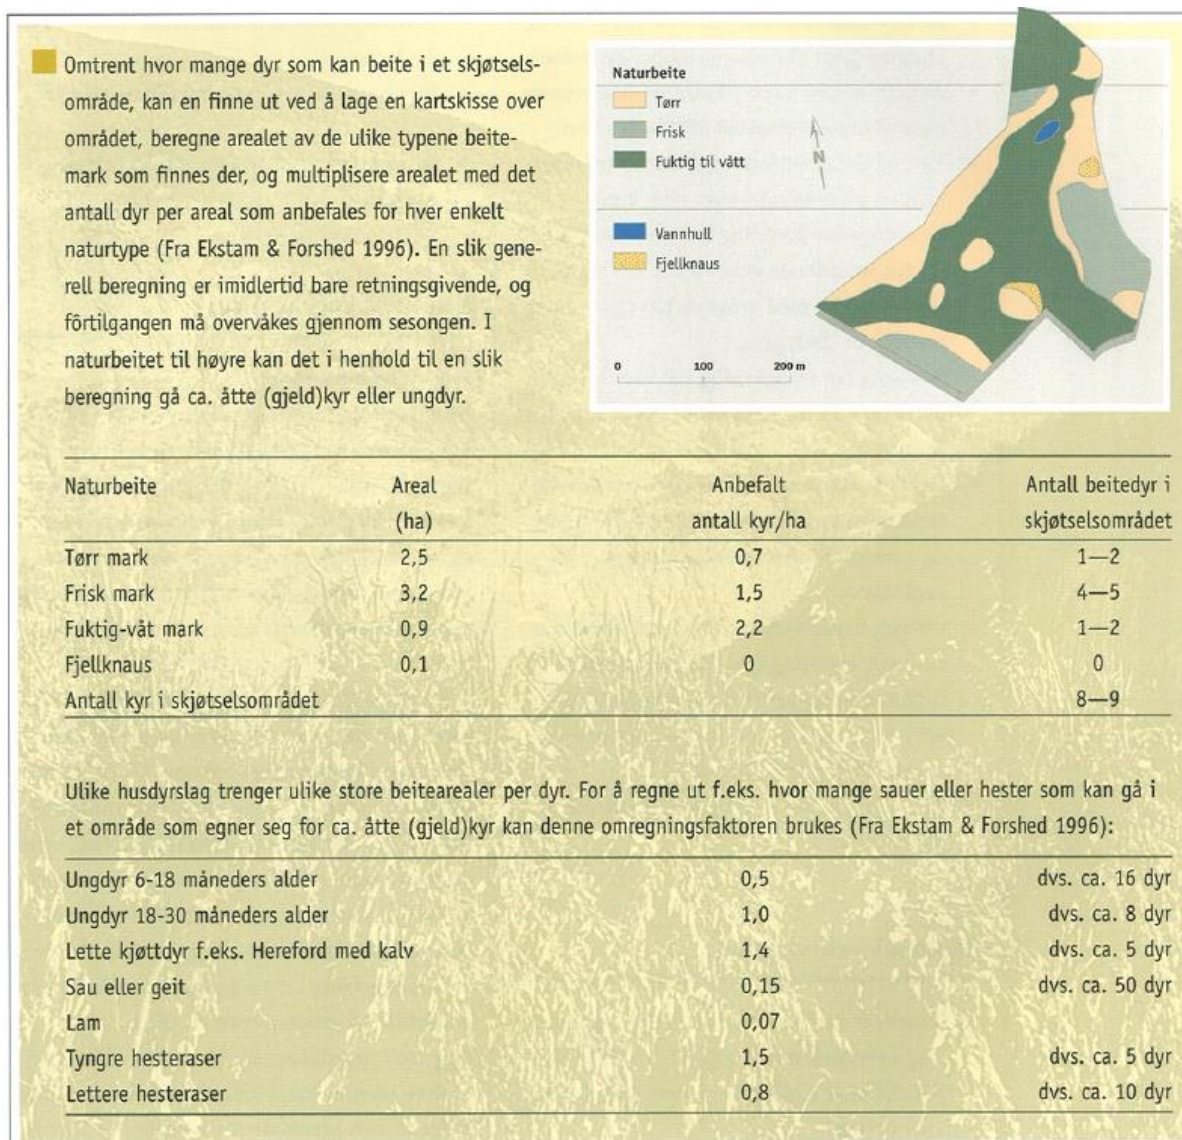 Omtrent hvor mange dyr som kan beite i et skjøtsels-
område, kan en finne ut ved å lage en kartskisse over
området, beregne arealet av de ulike typene beite-
mark som finnes der, og multiplisere arealet med det
antall dyr per areal som anbefales for hver enkelt
naturtype (Fra Ekstam & Forshed 1996). En slik gene-
rell beregning er imidlertid bare retningsgivende, og
fôrtilgangen må overvåkes gjennom sesongen. I
naturbeitet til høyre kan det i henhold til en slik
beregning gå ca. åtte (gjeld)kyr eller ungdyr.
Naturbeite
Tørr
Frisk
Fuktig til vått
N
Vannhull
Fjellknaus
0 100 200 m
Naturbeite Areal Anbefalt Antall beitedyr i
(ha) antall kyr/ha skjøtselsområdet
Tørr mark 2,5 0,7 1—2
Frisk mark 3,2 1,5 4—5
Fuktig-våt mark 0,9 2,2 1—2
Fjellknaus 0,1 0 0
Antall kyr i skjøtselsområdet 8—9
Ulike husdyrslag trenger ulike store beitearealer per dyr. For å regne ut f.eks. hvor mange sauer eller hester som kan gå i
et område som egner seg for ca. åtte (gjeld)kyr kan denne omregningsfaktoren brukes (Fra Ekstam & Forshed 1996):
Ungdyr 6-18 måneders alder 0,5 dvs. ca. 16 dyr
Ungdyr 18-30 måneders alder 1,0 dvs. ca. 8 dyr
Lette kjøttdyr f.eks. Hereford med kalv 1,4 dvs. ca. 5 dyr
Sau eller geit 0,15 dvs. ca. 50 dyr
Lam 0,07
Tyngre hesteraser 1,5 dvs. ca. 5 dyr
Lettere hesteraser 0,8 dvs. ca. 10 dyr